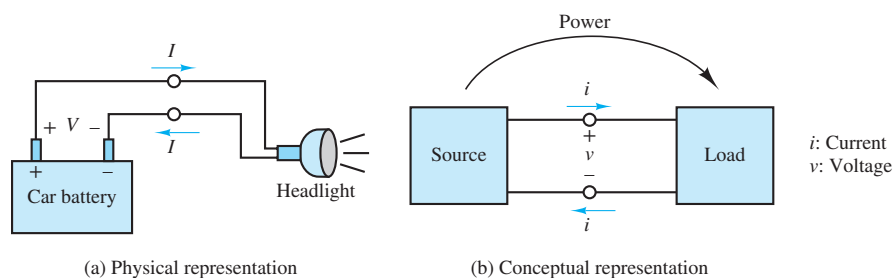 I
+ V −
I
+ −
Car battery
Headlight
(a) Physical representation
Power
i
Source
+
v
−
Load
i
i: Current
v: Voltage
(b) Conceptual representation